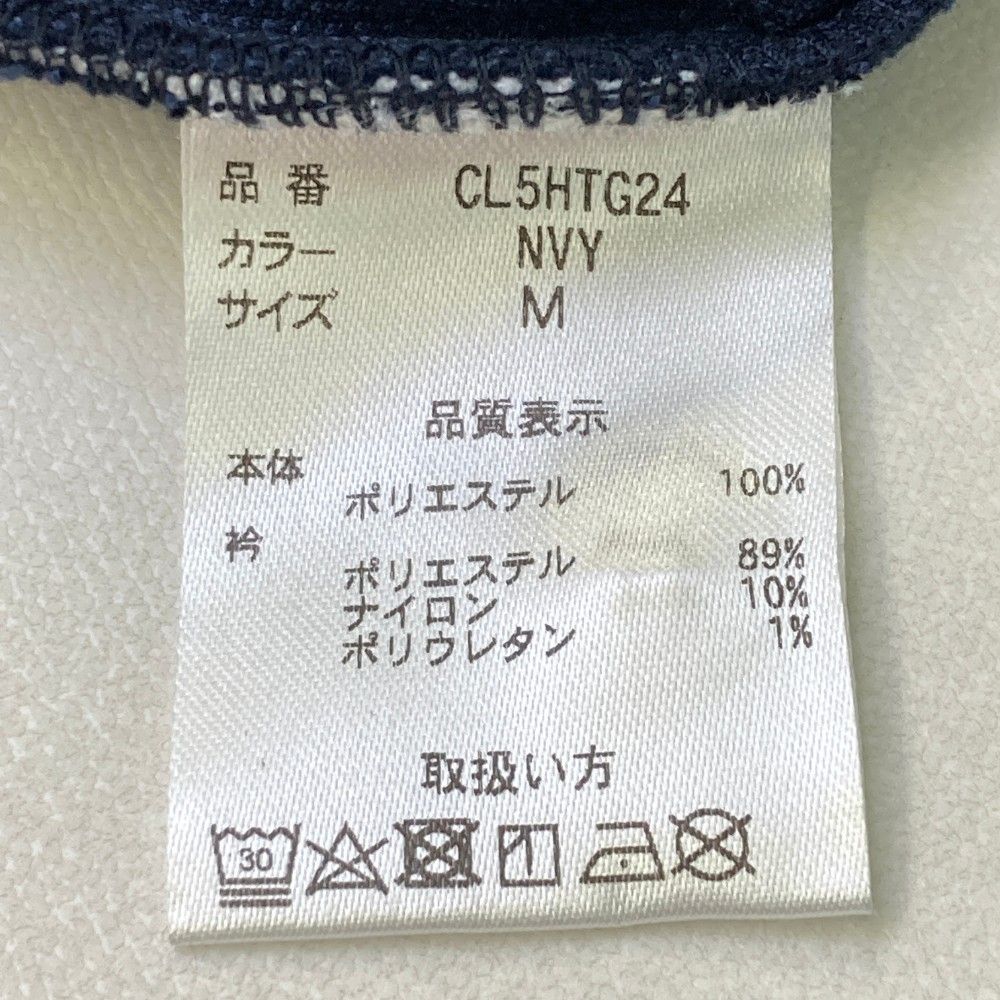 品番 CL5HTG24
カラー NVY
サイズ M
品質表示
本体
ポリエステル 100%
衿
ポリエステル 89%
ナイロン 10%
ポリウレタン 1%
取扱い方
30